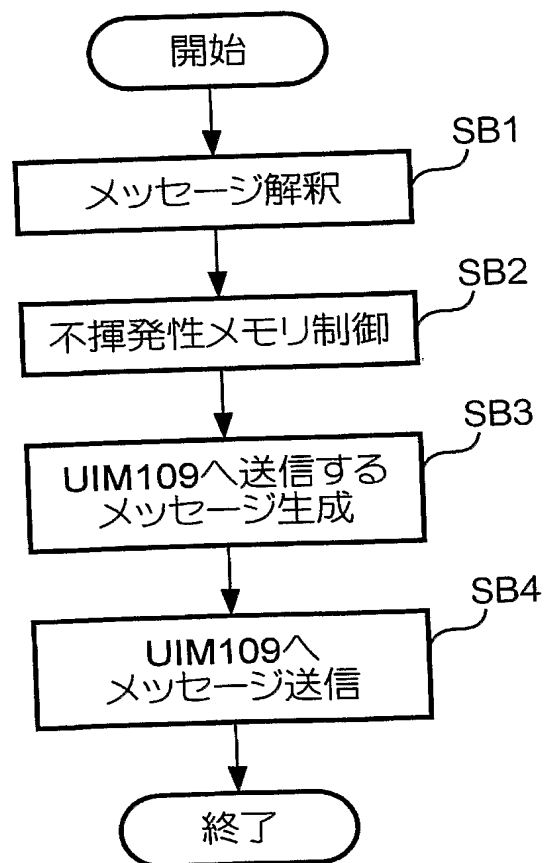 開始
SB1
メッセージ解釈
SB2
不揮発性メモリ制御
SB3
UIM109へ送信する
メッセージ生成
SB4
UIM109へ
メッセージ送信
終了